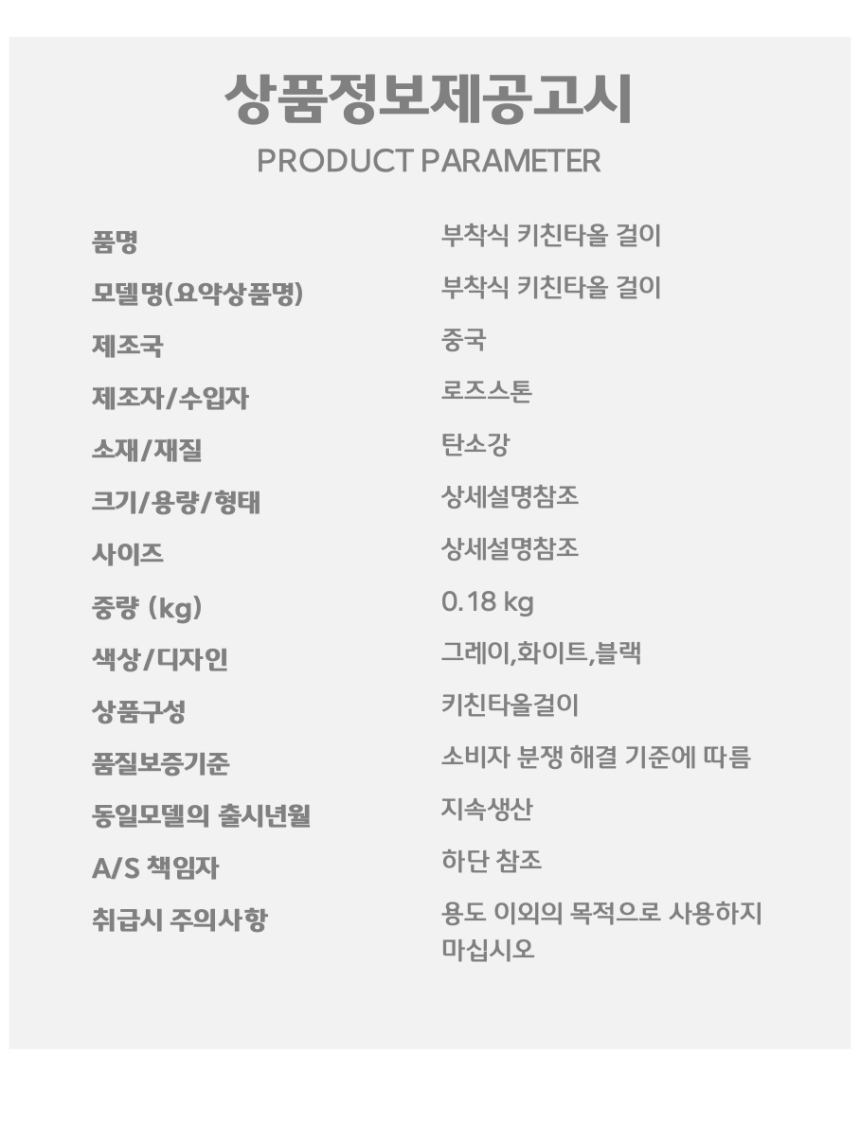 상품정보제공고시
PRODUCT PARAMETER
품명 부착식 키친타올 걸이
모델명(요약상품명) 부착식 키친타올 걸이
제조국 중국
제조자/수입자 로즈스톤
소재/재질 탄소강
크기/용량/형태 상세설명참조
사이즈 상세설명참조
중량 (kg) 0.18 kg
색상/디자인 그레이,화이트,블랙
상품구성 키친타올걸이
품질보증기준 소비자 분쟁 해결 기준에 따름
동일모델의 출시년월 지속생산
A/S 책임자 하단 참조
취급시 주의사항 용도 이외의 목적으로 사용하지
마십시오